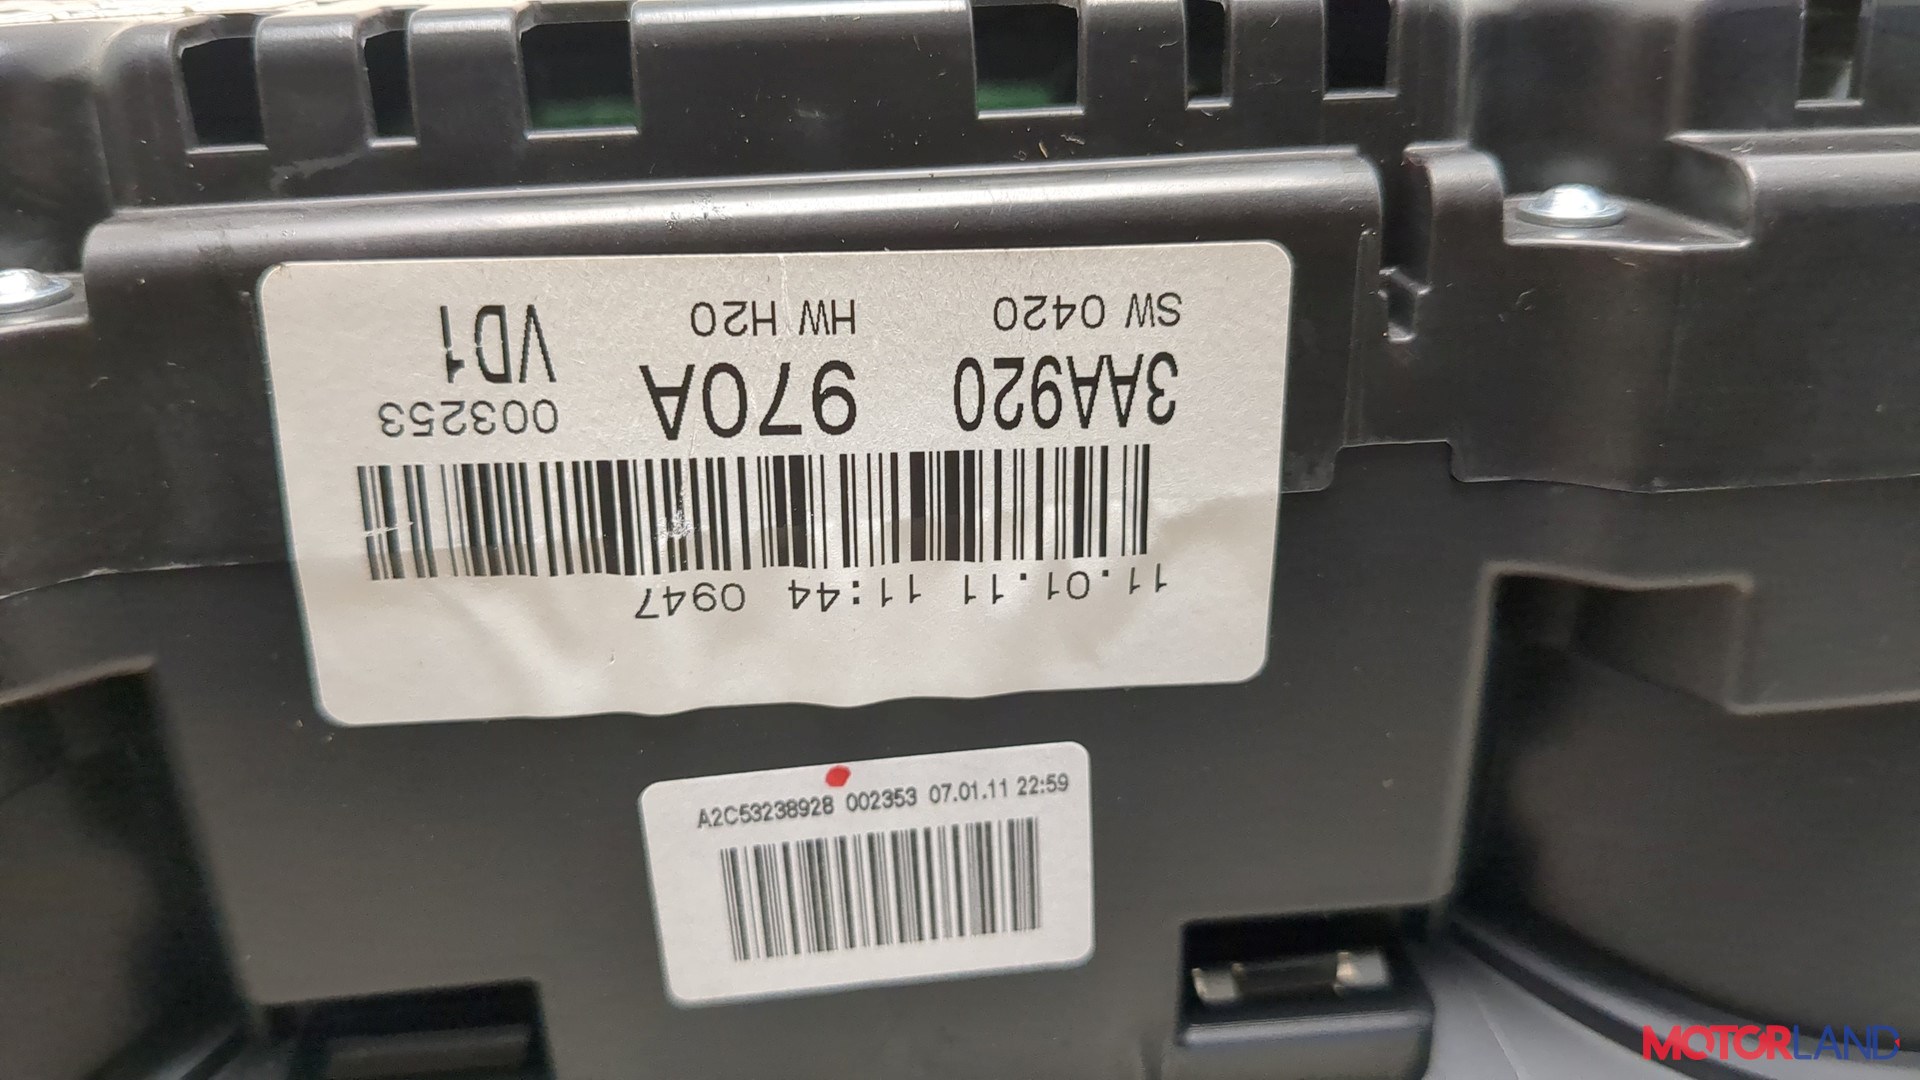 11.01.11 11:44 0947
3AA920 970A 003253
SW 0420 HW H20 VD1
A2C53238928 002353 07.01.11 22:59
MOTORLAND